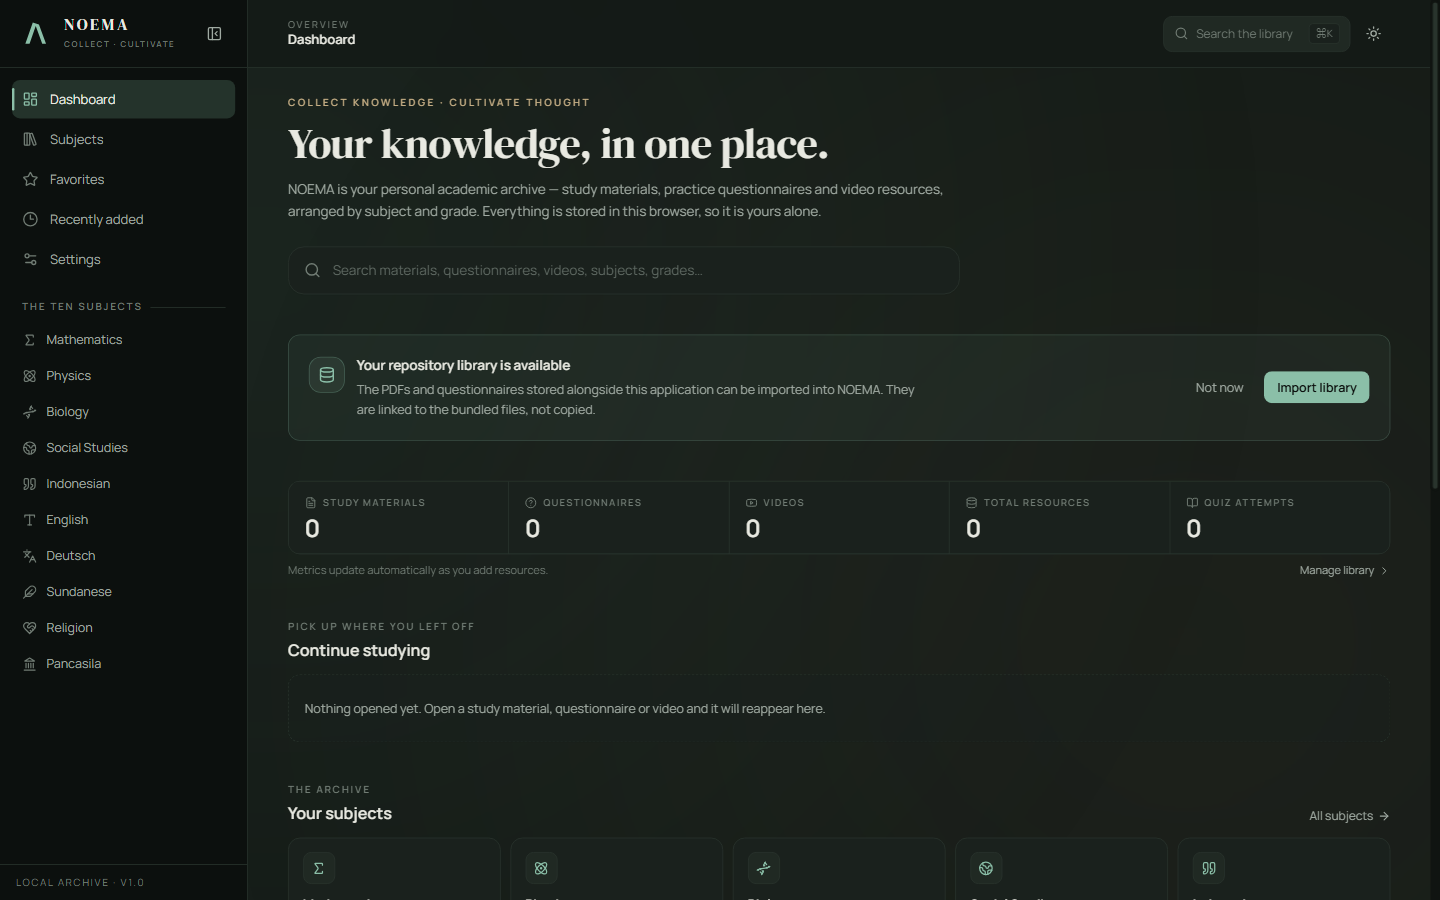 NOEMA
COLLECT · CULTIVATE
Dashboard
Subjects
Favorites
Recently added
Settings
THE TEN SUBJECTS
Mathematics
Physics
Biology
Social Studies
Indonesian
English
Deutsch
Sundanese
Religion
Pancasila
LOCAL ARCHIVE · V1.0
OVERVIEW
Dashboard
Search the library ⌘K
COLLECT KNOWLEDGE · CULTIVATE THOUGHT
Your knowledge, in one place.
NOEMA is your personal academic archive — study materials, practice questionnaires and video resources,
arranged by subject and grade. Everything is stored in this browser, so it is yours alone.
Search materials, questionnaires, videos, subjects, grades...
Your repository library is available
The PDFs and questionnaires stored alongside this application can be imported into NOEMA. They
are linked to the bundled files, not copied.
Not now
Import library
STUDY MATERIALS
0
QUESTIONNAIRES
0
VIDEOS
0
TOTAL RESOURCES
0
QUIZ ATTEMPTS
0
Metrics update automatically as you add resources.
Manage library
PICK UP WHERE YOU LEFT OFF
Continue studying
Nothing opened yet. Open a study material, questionnaire or video and it will reappear here.
THE ARCHIVE
Your subjects
All subjects